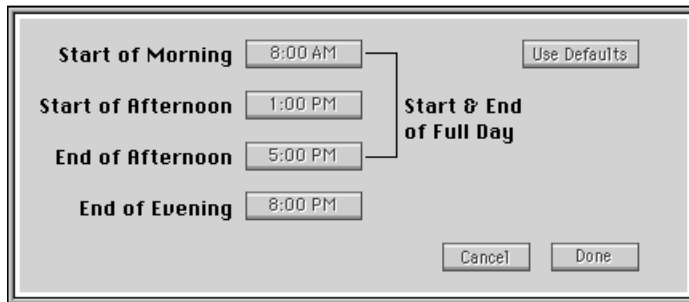 Start of Morning 8:00 AM Use Defaults
Start of Afternoon 1:00 PM Start & End
of Full Day
End of Afternoon 5:00 PM
End of Evening 8:00 PM
Cancel Done